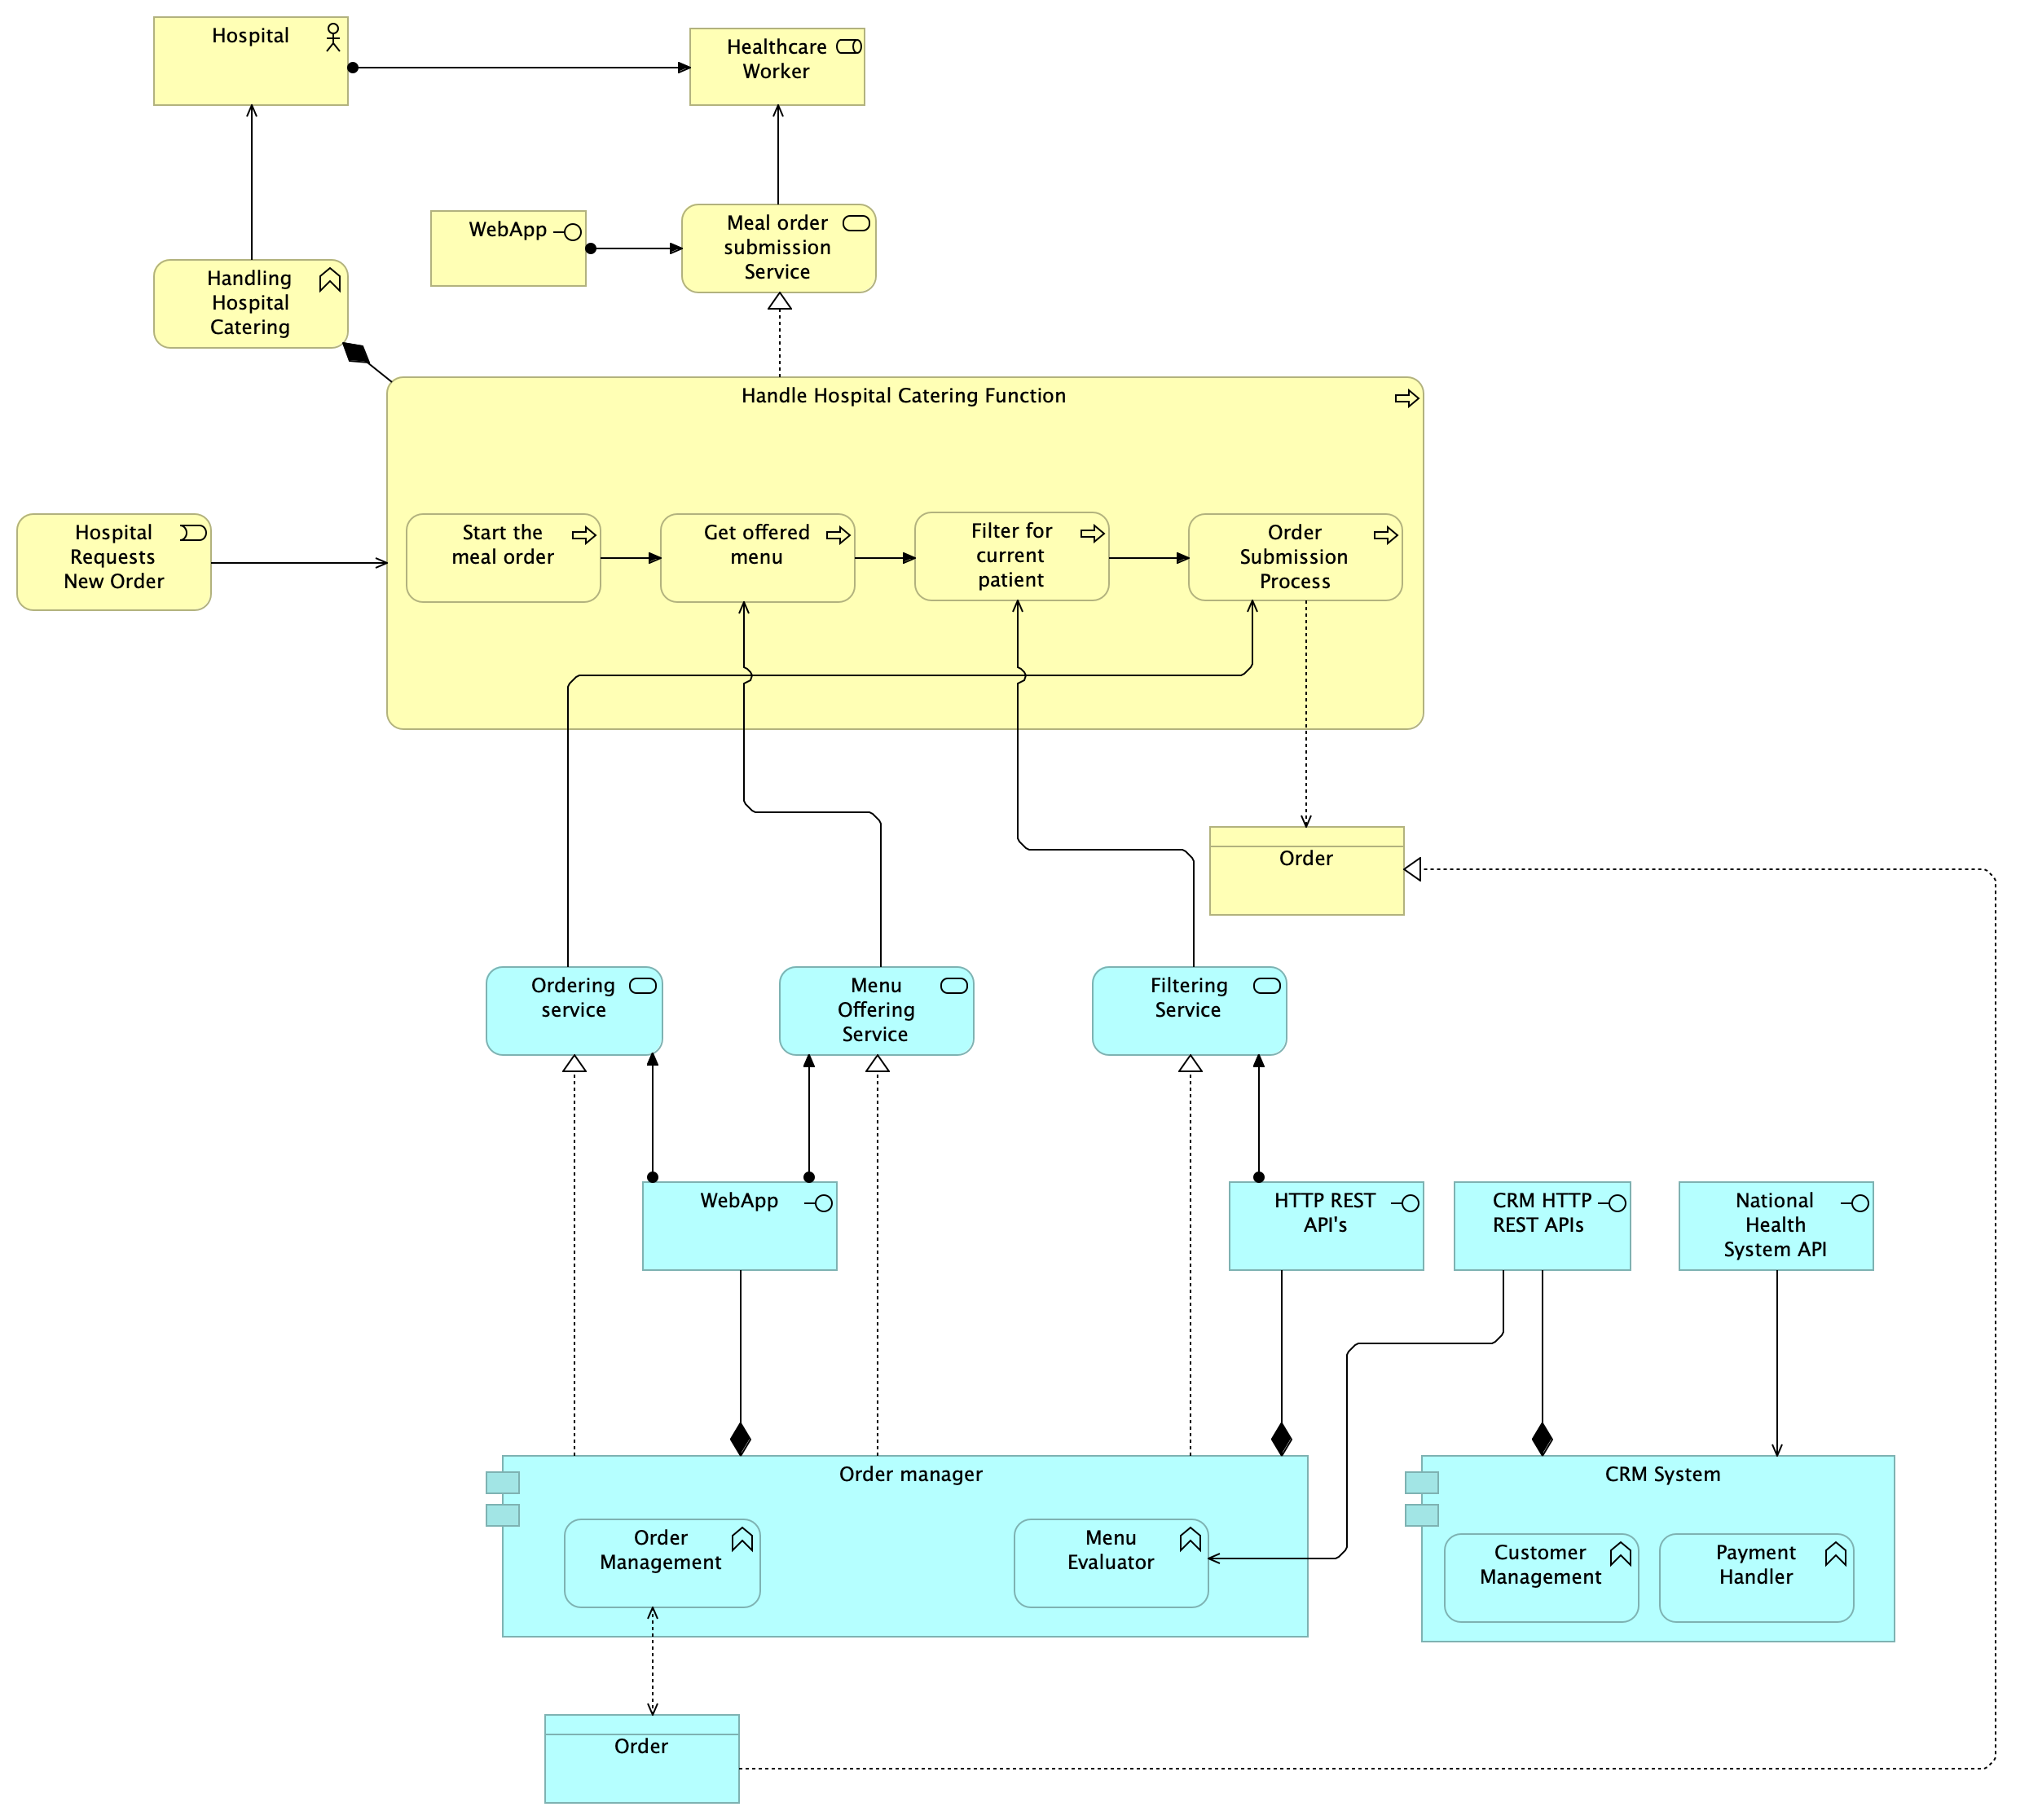 Hospital
Healthcare
Worker
WebApp
Meal order
submission
Service
Handling
Hospital
Catering
Handle Hospital Catering Function
Hospital
Requests
New Order
Start the
meal order
Get offered
menu
Filter for
current
patient
Order
Submission
Process
Order
Ordering
service
Menu
Offering
Service
Filtering
Service
WebApp
HTTP REST
API's
CRM HTTP
REST APIs
National
Health
System API
Order manager
CRM System
Order
Management
Menu
Evaluator
Customer
Management
Payment
Handler
Order